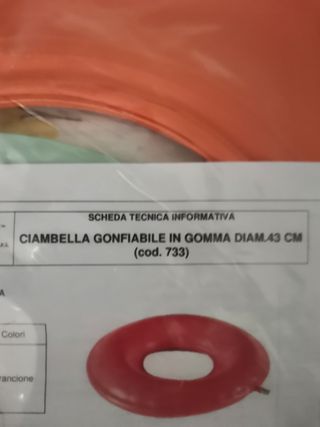 SCHEDA TECNICA INFORMATIVA
CIAMBELLA GONFIABILE IN GOMMA DIAM.43 CM
(cod. 733)
A
Colori
rancione